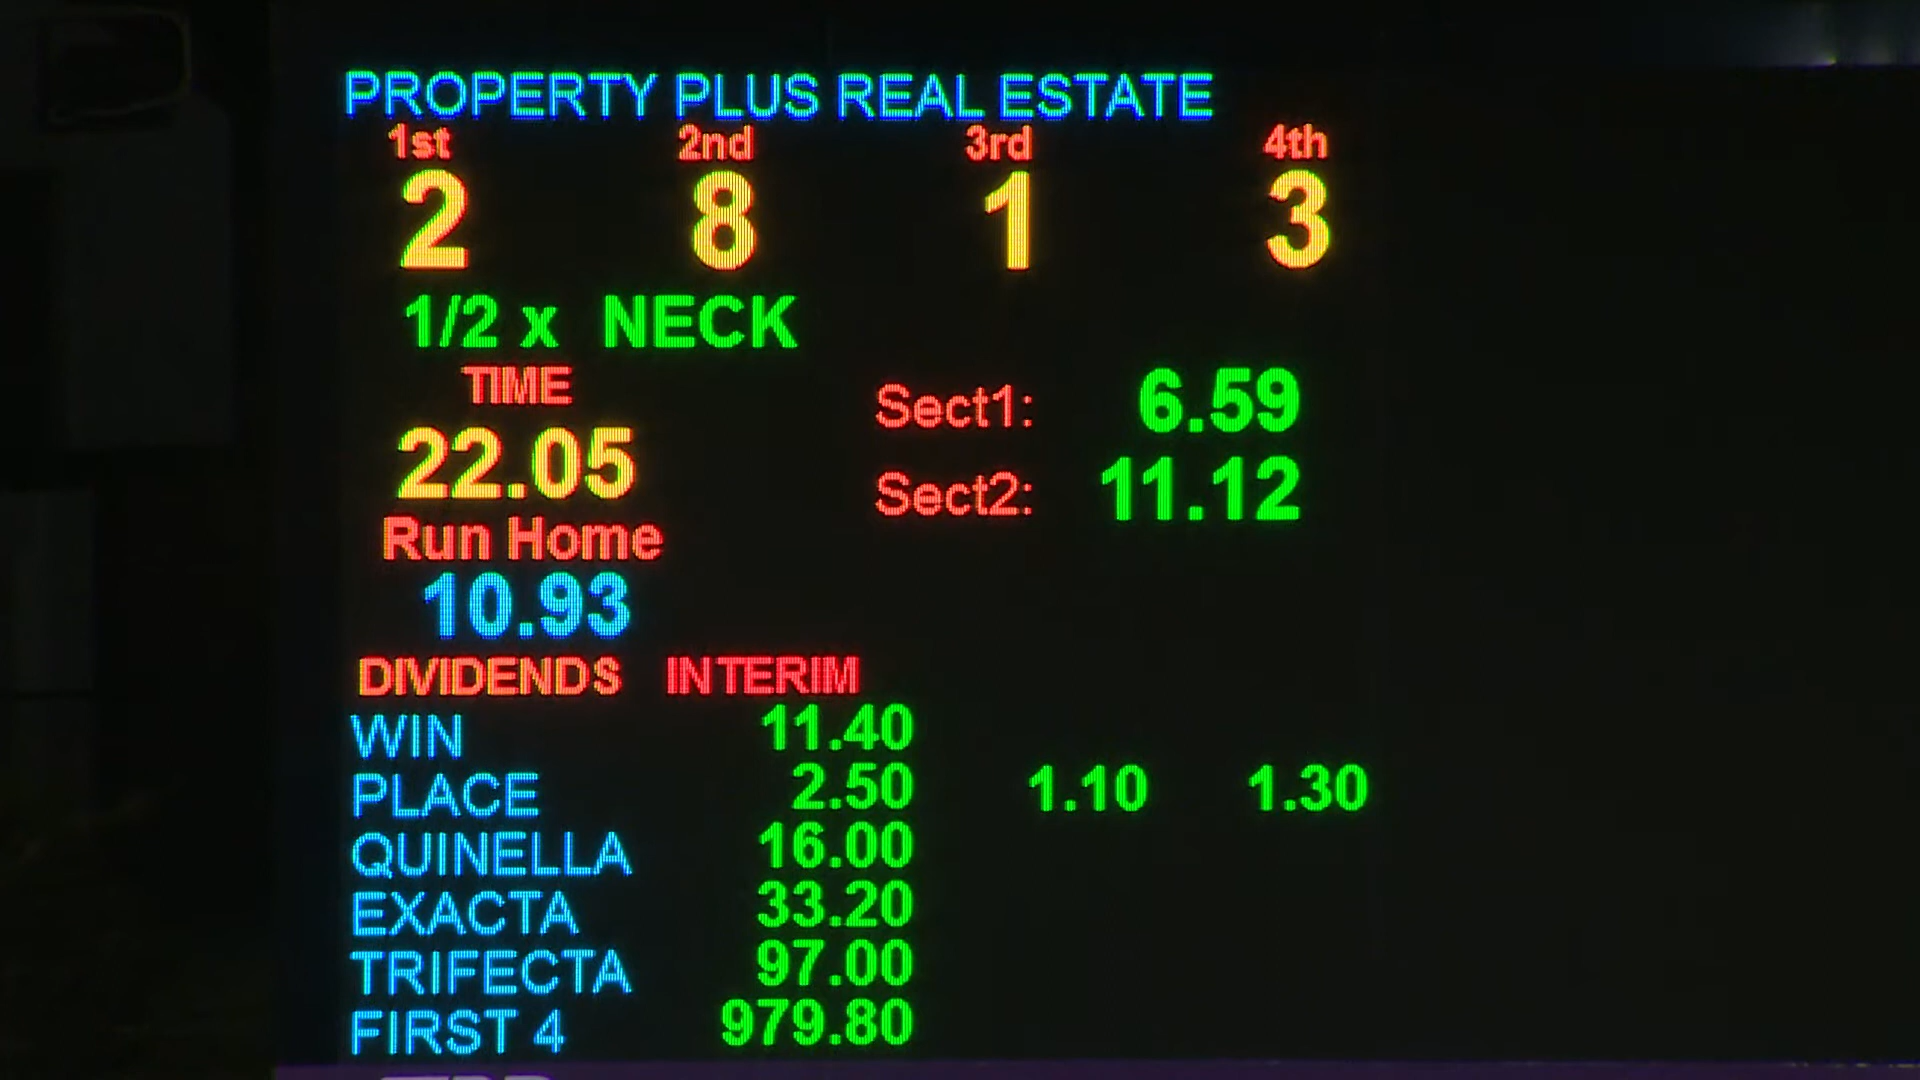 PROPERTY PLUS REAL ESTATE
1st 2nd 3rd 4th
2 8 1 3
1/2 x NECK
TIME
Sect1: 6.59
22.05
Sect2: 11.12
Run Home
10.93
DIVIDENDS INTERIM
WIN 11.40
PLACE 2.50 1.10 1.30
QUINELLA 16.00
EXACTA 33.20
TRIFECTA 97.00
FIRST 4 979.80